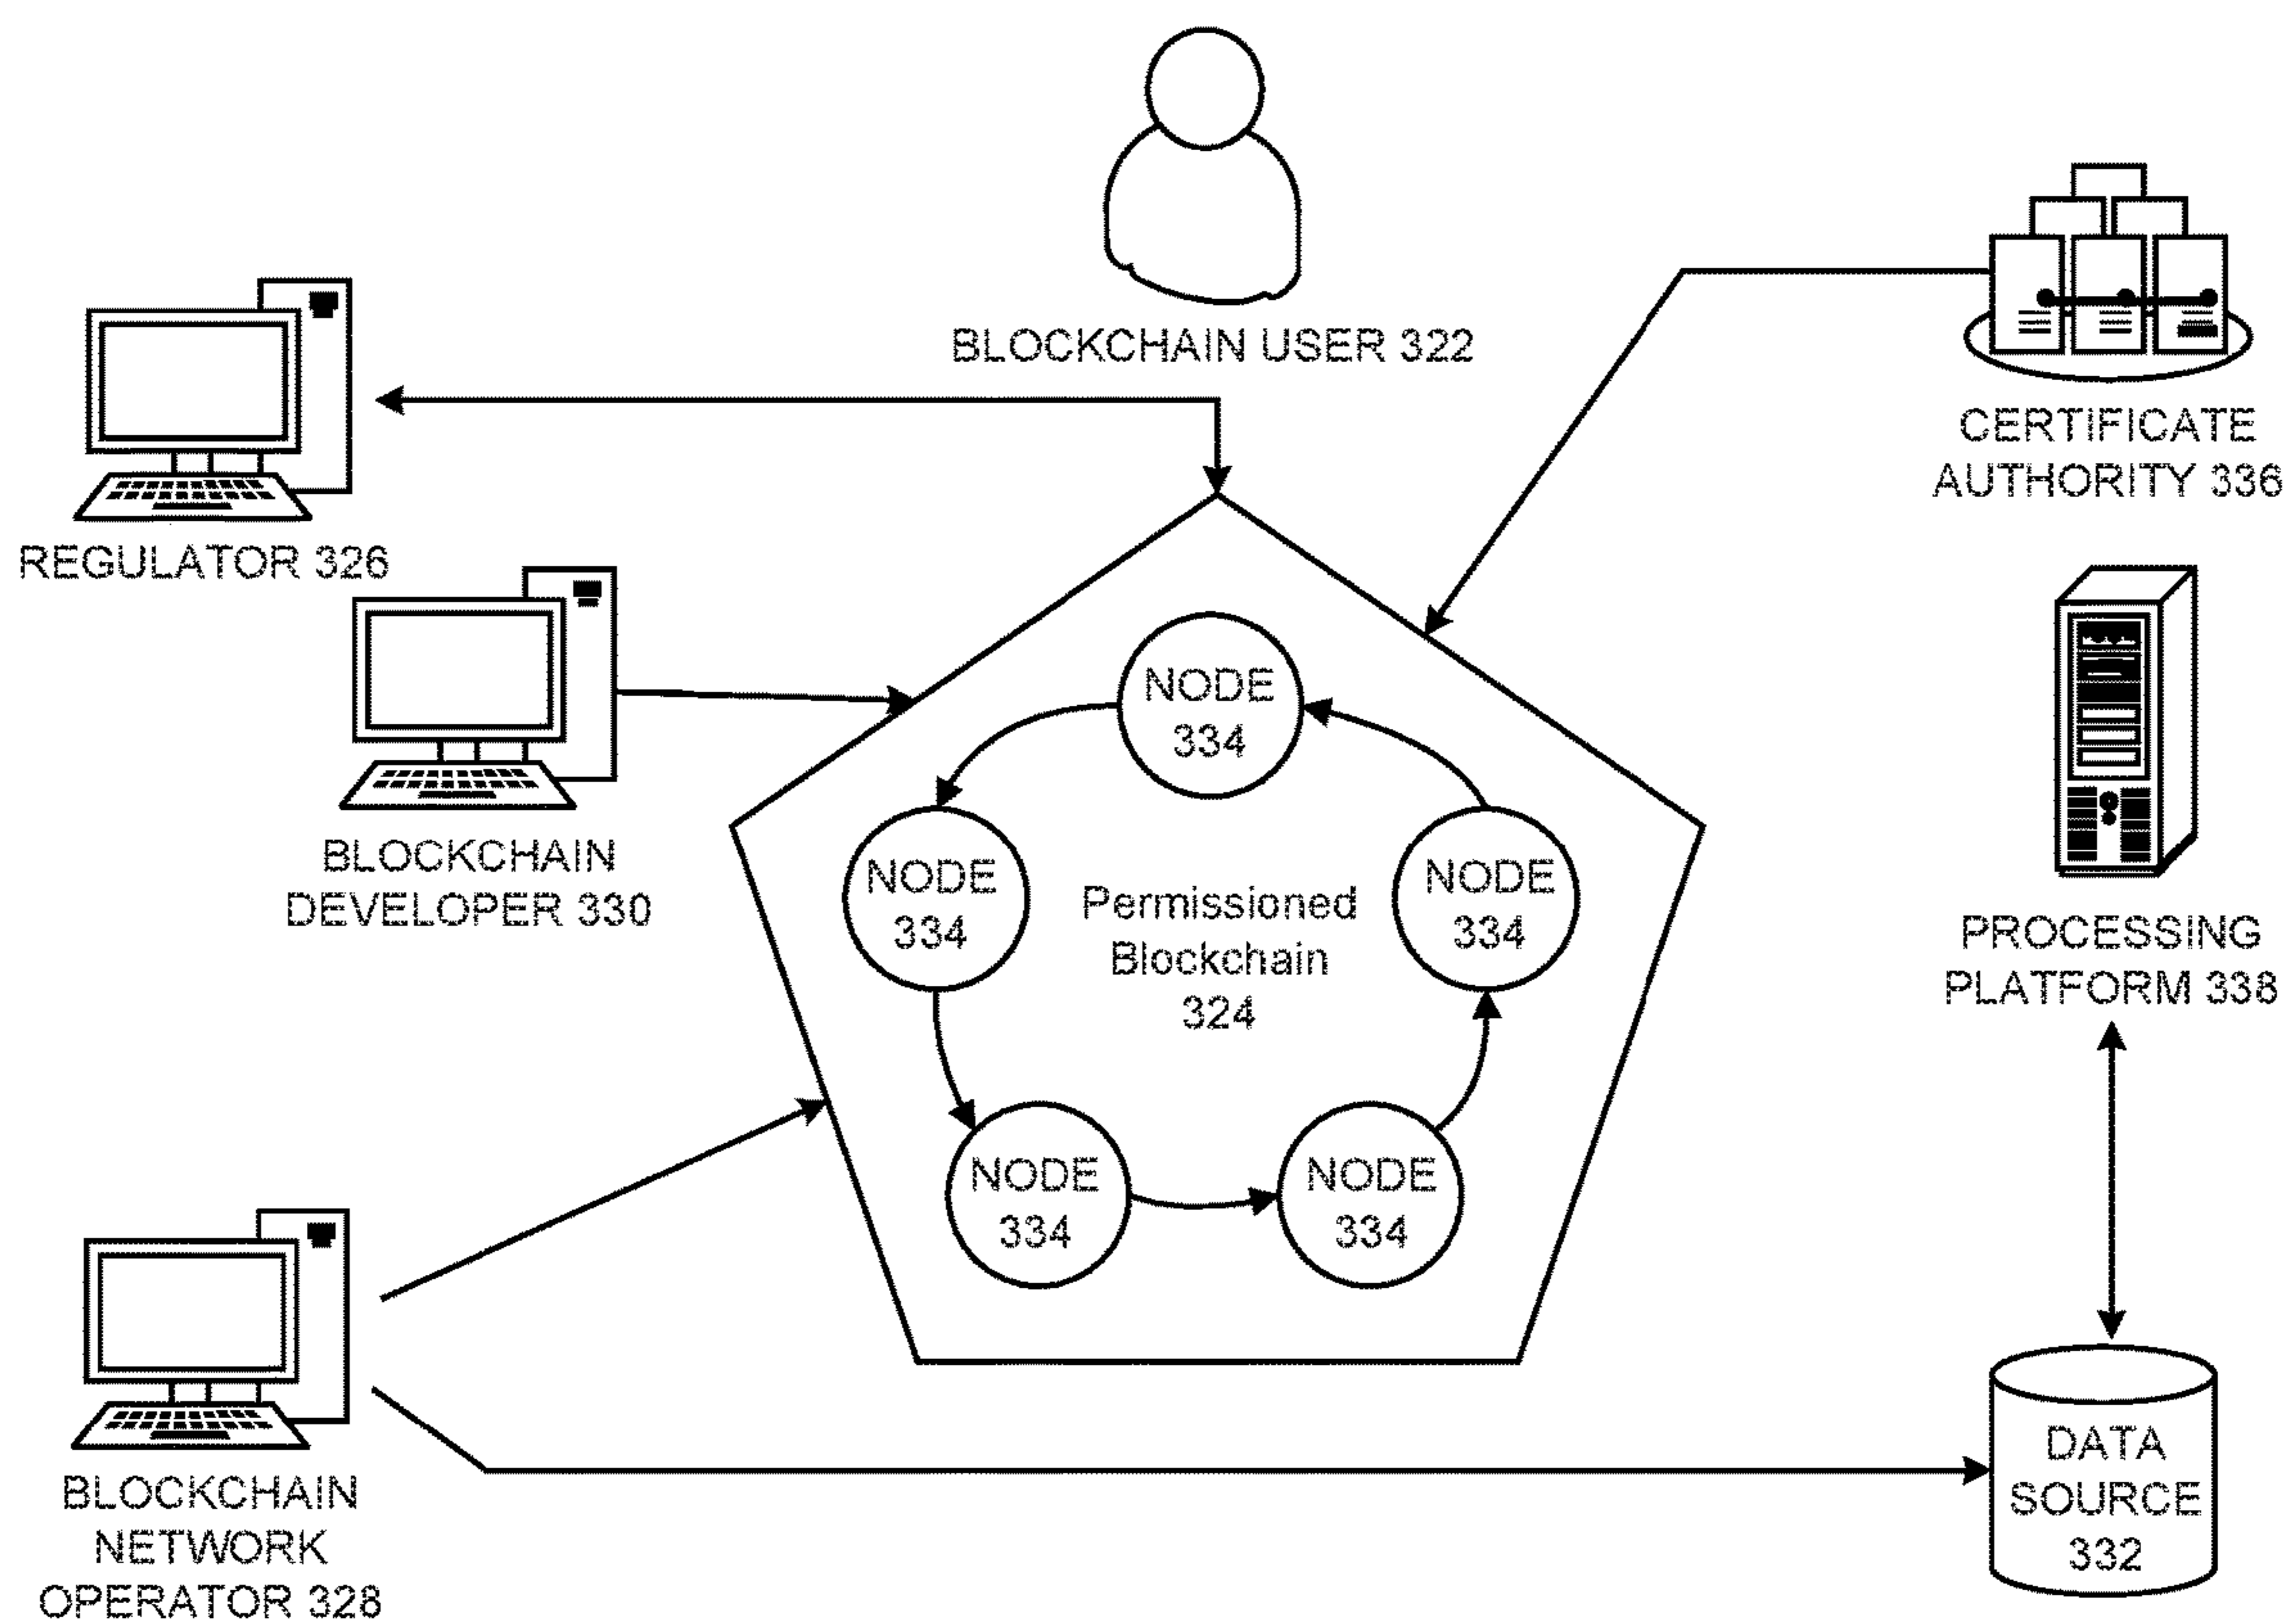 BLOCKCHAIN USER 322
CERTIFICATE
AUTHORITY 336
REGULATOR 326
BLOCKCHAIN
DEVELOPER 330
NODE
334
NODE
334
Permissioned
Blockchain
324
NODE
334
PROCESSING
PLATFORM 338
NODE
334
NODE
334
BLOCKCHAIN
NETWORK
OPERATOR 328
DATA
SOURCE
332